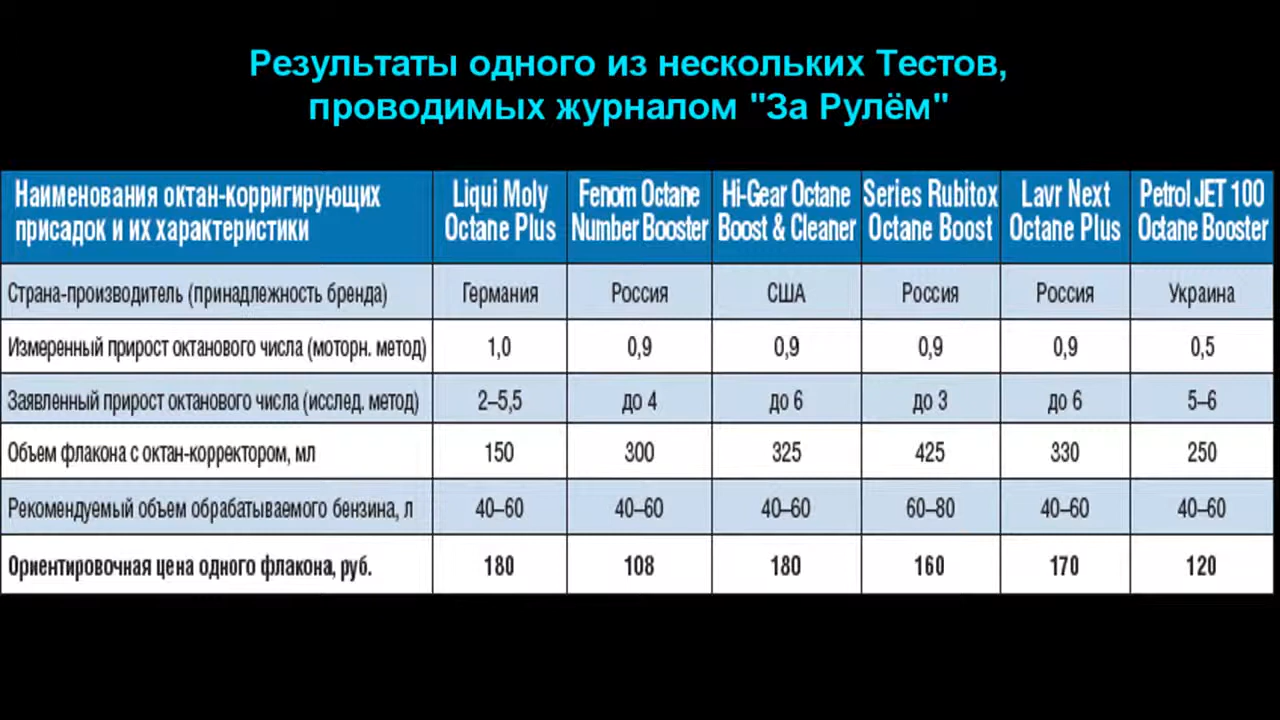 Результаты одного из нескольких Тестов,
проводимых журналом "За Рулём"
Наименования октан-корригирующих присадок и их характеристики Liqui Moly Octane Plus Fenom Octane Number Booster Hi-Gear Octane Boost & Cleaner Series Rubitox Octane Boost Lavr Next Octane Plus Petrol JET 100 Octane Booster
Страна-производитель (принадлежность бренда) Германия Россия США Россия Россия Украина
Измеренный прирост октанового числа (моторн. метод) 1,0 0,9 0,9 0,9 0,9 0,5
Заявленный прирост октанового числа (исслед. метод) 2–5,5 до 4 до 6 до 3 до 6 5–6
Объем флакона с октан-корректором, мл 150 300 325 425 330 250
Рекомендуемый объем обрабатываемого бензина, л 40–60 40–60 40–60 60–80 40–60 40–60
Ориентировочная цена одного флакона, руб. 180 108 180 160 170 120